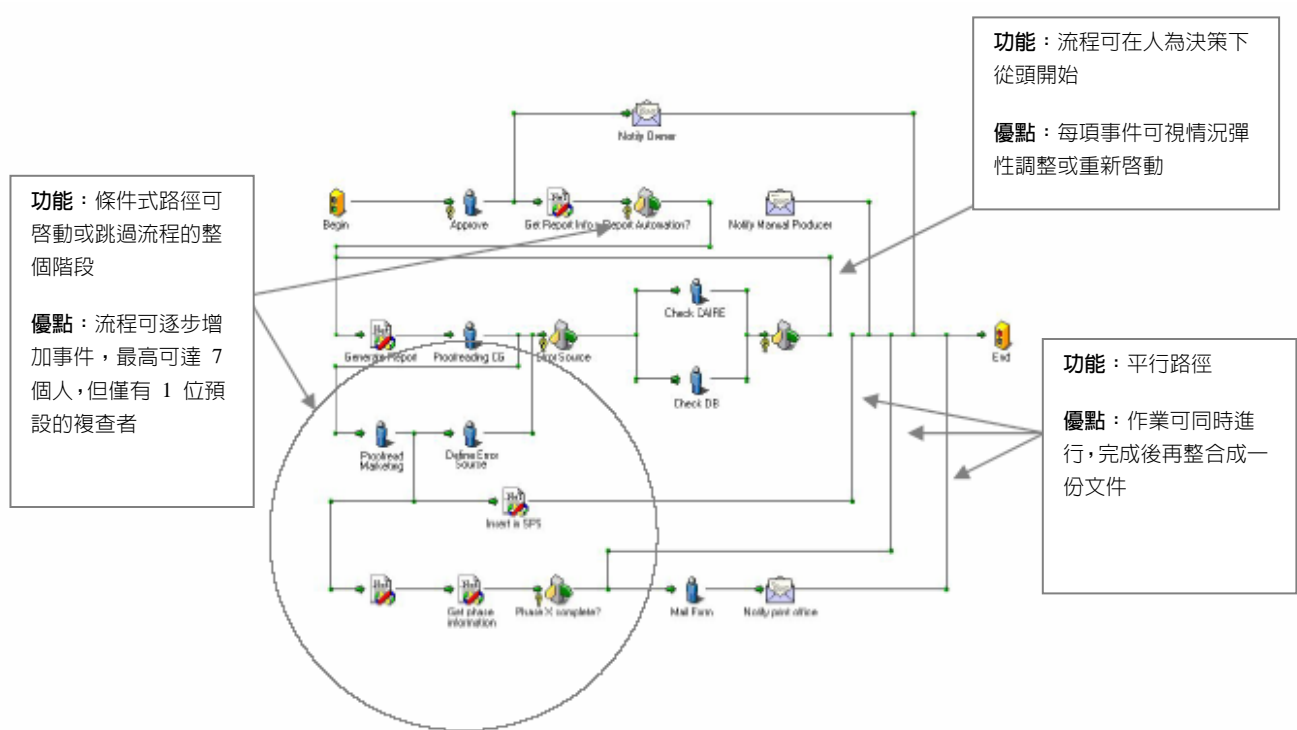 功能：流程可在人為決策下
從頭開始
優點：每項事件可視情況彈
性調整或重新啓動
Notify Owner
功能：條件式路徑可
啓動或跳過流程的整
個階段
優點：流程可逐步增
加事件，最高可達 7
個人，但僅有 1 位預
設的複查者
Begin
Approve
Get Report Info
Report Automation?
Notify Manual Producer
Check DAIRE
Generate Report
Proofreading CG
Error Source
End
Check DB
功能：平行路徑
優點：作業可同時進
行，完成後再整合成一
份文件
Proofread
Marketing
Define Error
Source
Insert in SPS
Get phase
information
Phase X complete?
Mail Form
Notify print office